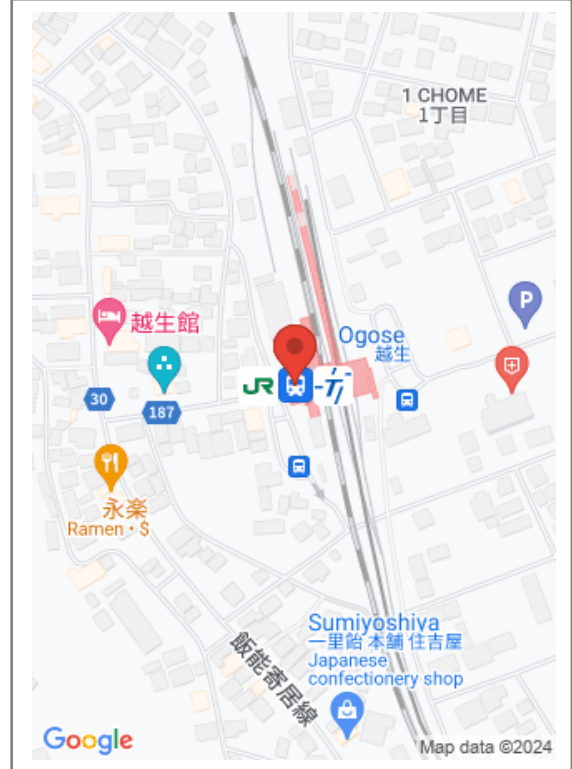 1 CHOME
1丁目
越生館
Ogose
越生
P
JR
30
187
永楽
Ramen • $
Sumiyoshiya
一里飴 本舗 住吉屋
Japanese
confectionery shop
飯能寄居線
Google
Map data ©2024